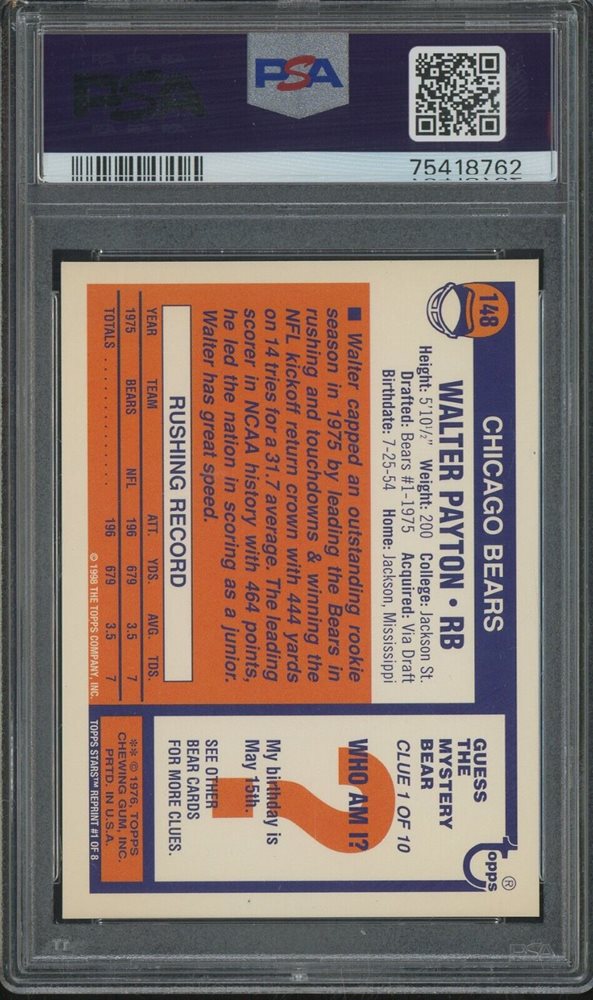 PSA
PSA
75418762
148
CHICAGO BEARS
WALTER PAYTON • RB
Height: 5'10½" Weight: 200 College: Jackson St.
Drafted: Bears #1-1975 Acquired: Via Draft
Birthdate: 7-25-54 Home: Jackson, Mississippi
■ Walter capped an outstanding rookie
season in 1975 by leading the Bears in
rushing and touchdowns & winning the
NFL kickoff return crown with 444 yards
on 14 tries for a 31.7 average. The leading
scorer in NCAA history with 464 points,
he led the nation in scoring as a junior.
Walter has great speed.
RUSHING RECORD
YEAR TEAM ATT. YDS. AVG. TDS.
1975 BEARS NFL 196 679 3.5 7
TOTALS . . . . . . . . . . . . 196 679 3.5 7
© 1998 THE TOPPS COMPANY, INC.
topps ®
GUESS
THE
MYSTERY
BEAR
CLUE 1 OF 10
?
WHO AM I?
My birthday is
May 15th.
SEE OTHER
BEAR CARDS
FOR MORE CLUES.
** © 1976, TOPPS
CHEWING GUM, INC.
PRTD. IN U.S.A.
TOPPS STARS™ REPRINT #1 OF 8
PSA